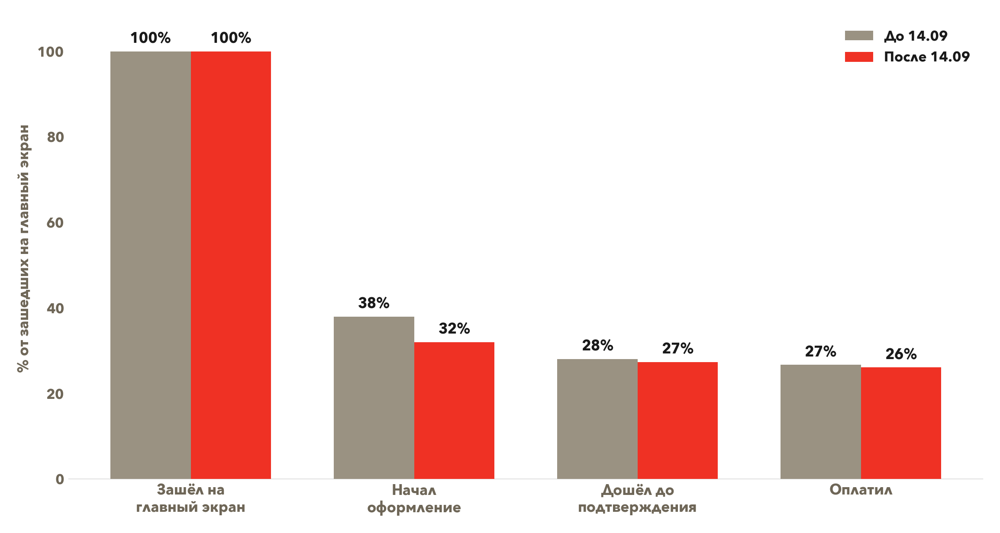 До 14.09
После 14.09
% от зашедших на главный экран
100
80
60
40
20
0
100%
100%
38%
32%
28%
27%
27%
26%
Зашёл на
главный экран
Начал
оформление
Дошёл до
подтверждения
Оплатил